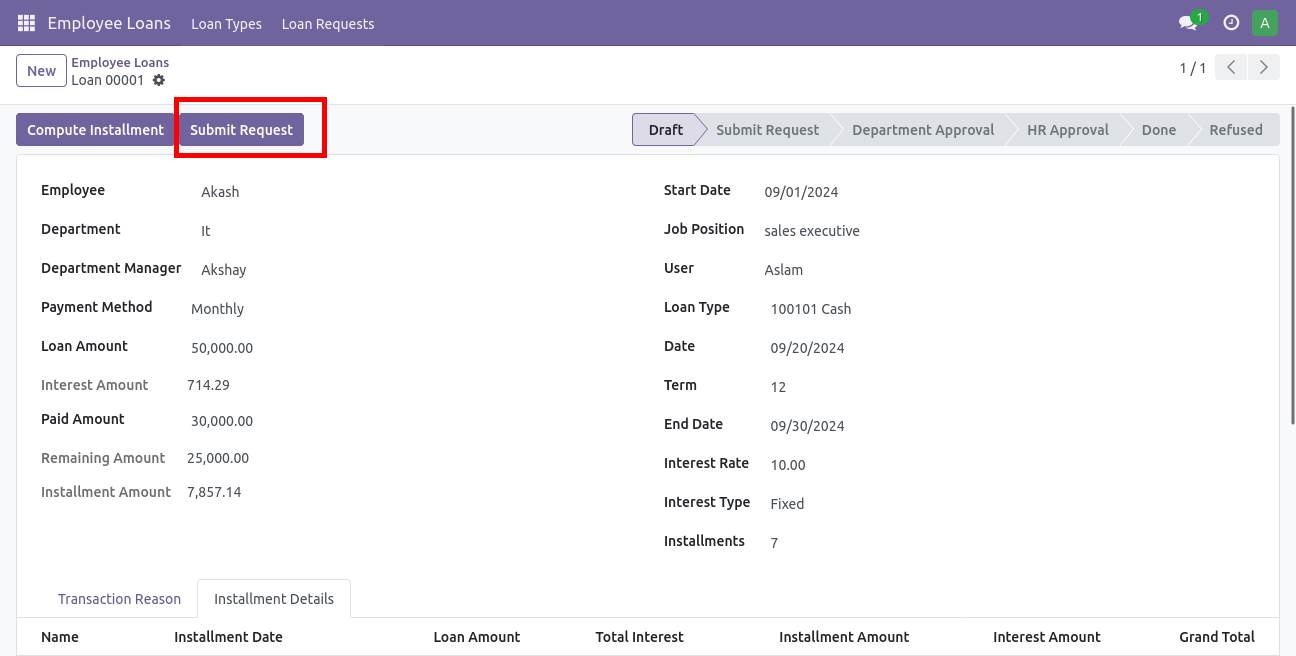 Employee Loans Loan Types Loan Requests 1 A
New Employee Loans
Loan 00001 1 / 1
Compute Installment Submit Request Draft Submit Request Department Approval HR Approval Done Refused
Employee Akash Start Date 09/01/2024
Department It Job Position sales executive
Department Manager Akshay User Aslam
Payment Method Monthly Loan Type 100101 Cash
Loan Amount 50,000.00 Date 09/20/2024
Interest Amount 714.29 Term 12
Paid Amount 30,000.00 End Date 09/30/2024
Remaining Amount 25,000.00 Interest Rate 10.00
Installment Amount 7,857.14 Interest Type Fixed
Installments 7
Transaction Reason Installment Details
Name Installment Date Loan Amount Total Interest Installment Amount Interest Amount Grand Total